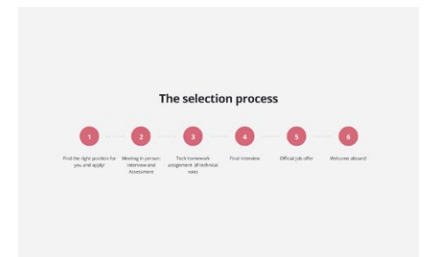 The selection process
1
2
3
4
5
6
Find the right position for
you and apply!
Meeting in person:
Interview and
Assessment
Tech homework
assignment (if technical
role)
Final interview
Official job offer
Welcome aboard!